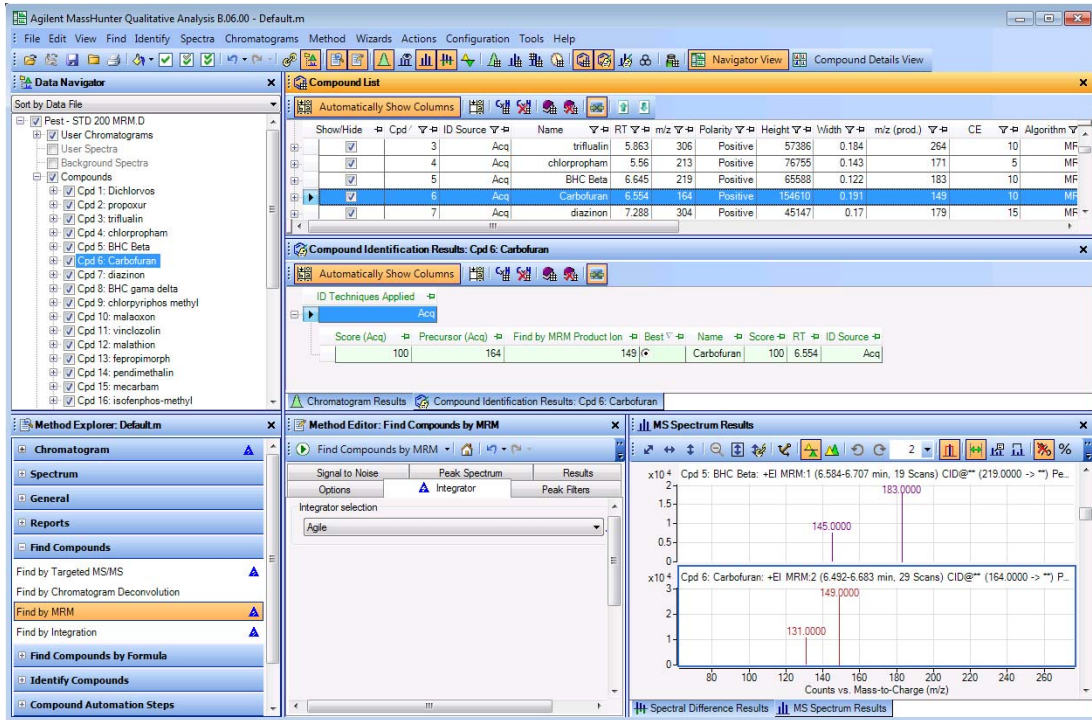 Agilent MassHunter Qualitative Analysis B.06.00 - Default.m
File Edit View Find Identify Spectra Chromatograms Method Wizards Actions Configuration Tools Help
Navigator View Compound Details View
Data Navigator
Sort by Data File
Pest - STD 200 MRM.D
User Chromatograms
User Spectra
Background Spectra
Compounds
Cpd 1: Dichlorvos
Cpd 2: propoxur
Cpd 3: triflualin
Cpd 4: chlorpropham
Cpd 5: BHC Beta
Cpd 6: Carbofuran
Cpd 7: diazinon
Cpd 8: BHC gama delta
Cpd 9: chlorpyriphos methyl
Cpd 10: malaoxon
Cpd 11: vinclozolin
Cpd 12: malathion
Cpd 13: fepropimorph
Cpd 14: pendimethalin
Cpd 15: mecarbam
Cpd 16: isofenphos-methyl
Compound List
Automatically Show Columns
Show/Hide Cpd ID Source Name RT m/z Polarity Height Width m/z (prod.) CE Algorithm
3 Acq triflualin 5.863 306 Positive 57386 0.184 264 10 MF
4 Acq chlorpropham 5.56 213 Positive 76755 0.143 171 5 MF
5 Acq BHC Beta 6.645 219 Positive 65588 0.122 183 10 MF
6 Acq Carbofuran 6.554 164 Positive 154610 0.191 149 10 MF
7 Acq diazinon 7.288 304 Positive 45147 0.17 179 15 MF
Compound Identification Results: Cpd 6: Carbofuran
Automatically Show Columns
ID Techniques Applied
Acq
Score (Acq) Precursor (Acq) Find by MRM Product Ion Best Name Score RT ID Source
100 164 149 Carbofuran 100 6.554 Acq
Chromatogram Results Compound Identification Results: Cpd 6: Carbofuran
Method Explorer: Default.m
Chromatogram
Spectrum
General
Reports
Find Compounds
Find by Targeted MS/MS
Find by Chromatogram Deconvolution
Find by MRM
Find by Integration
Find Compounds by Formula
Identify Compounds
Compound Automation Steps
Method Editor: Find Compounds by MRM
Find Compounds by MRM
Signal to Noise Peak Spectrum Results
Options Integrator Peak Filters
Integrator selection
Agile
MS Spectrum Results
2 %
x10 4 Cpd 5: BHC Beta: +EI MRM:1 (6.584-6.707 min, 19 Scans) CID@** (219.0000 -> **) Pe...
2
183.0000
1.5
1
145.0000
0.5
0
x10 4 Cpd 6: Carbofuran: +EI MRM:2 (6.492-6.683 min, 29 Scans) CID@** (164.0000 -> **) P...
3
149.0000
2
131.0000
1
0
80 100 120 140 160 180 200 220 240 260
Counts vs. Mass-to-Charge (m/z)
Spectral Difference Results MS Spectrum Results